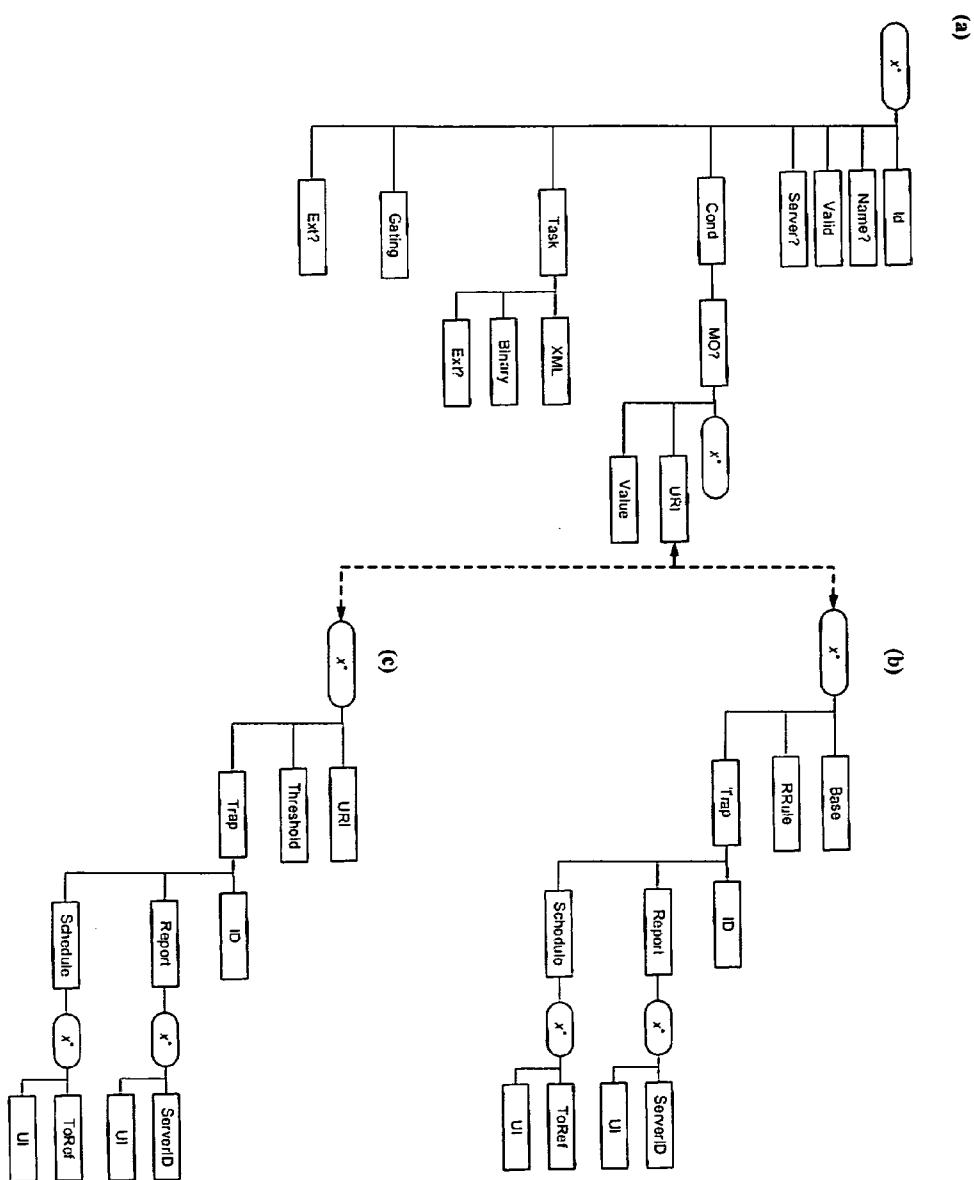 (a)
x*
Id
Name?
Valid
Server?
Cond
MO?
x*
URI
Value
Task
XML
Binary
Ext?
Gating
Ext?
(b)
x*
Base
RRule
Trap
ID
Report
x*
ServerID
UI
Schedule
x*
ToRef
UI
(c)
x*
URI
Threshold
Trap
ID
Report
x*
ServerID
UI
Schedule
x*
ToRef
UI